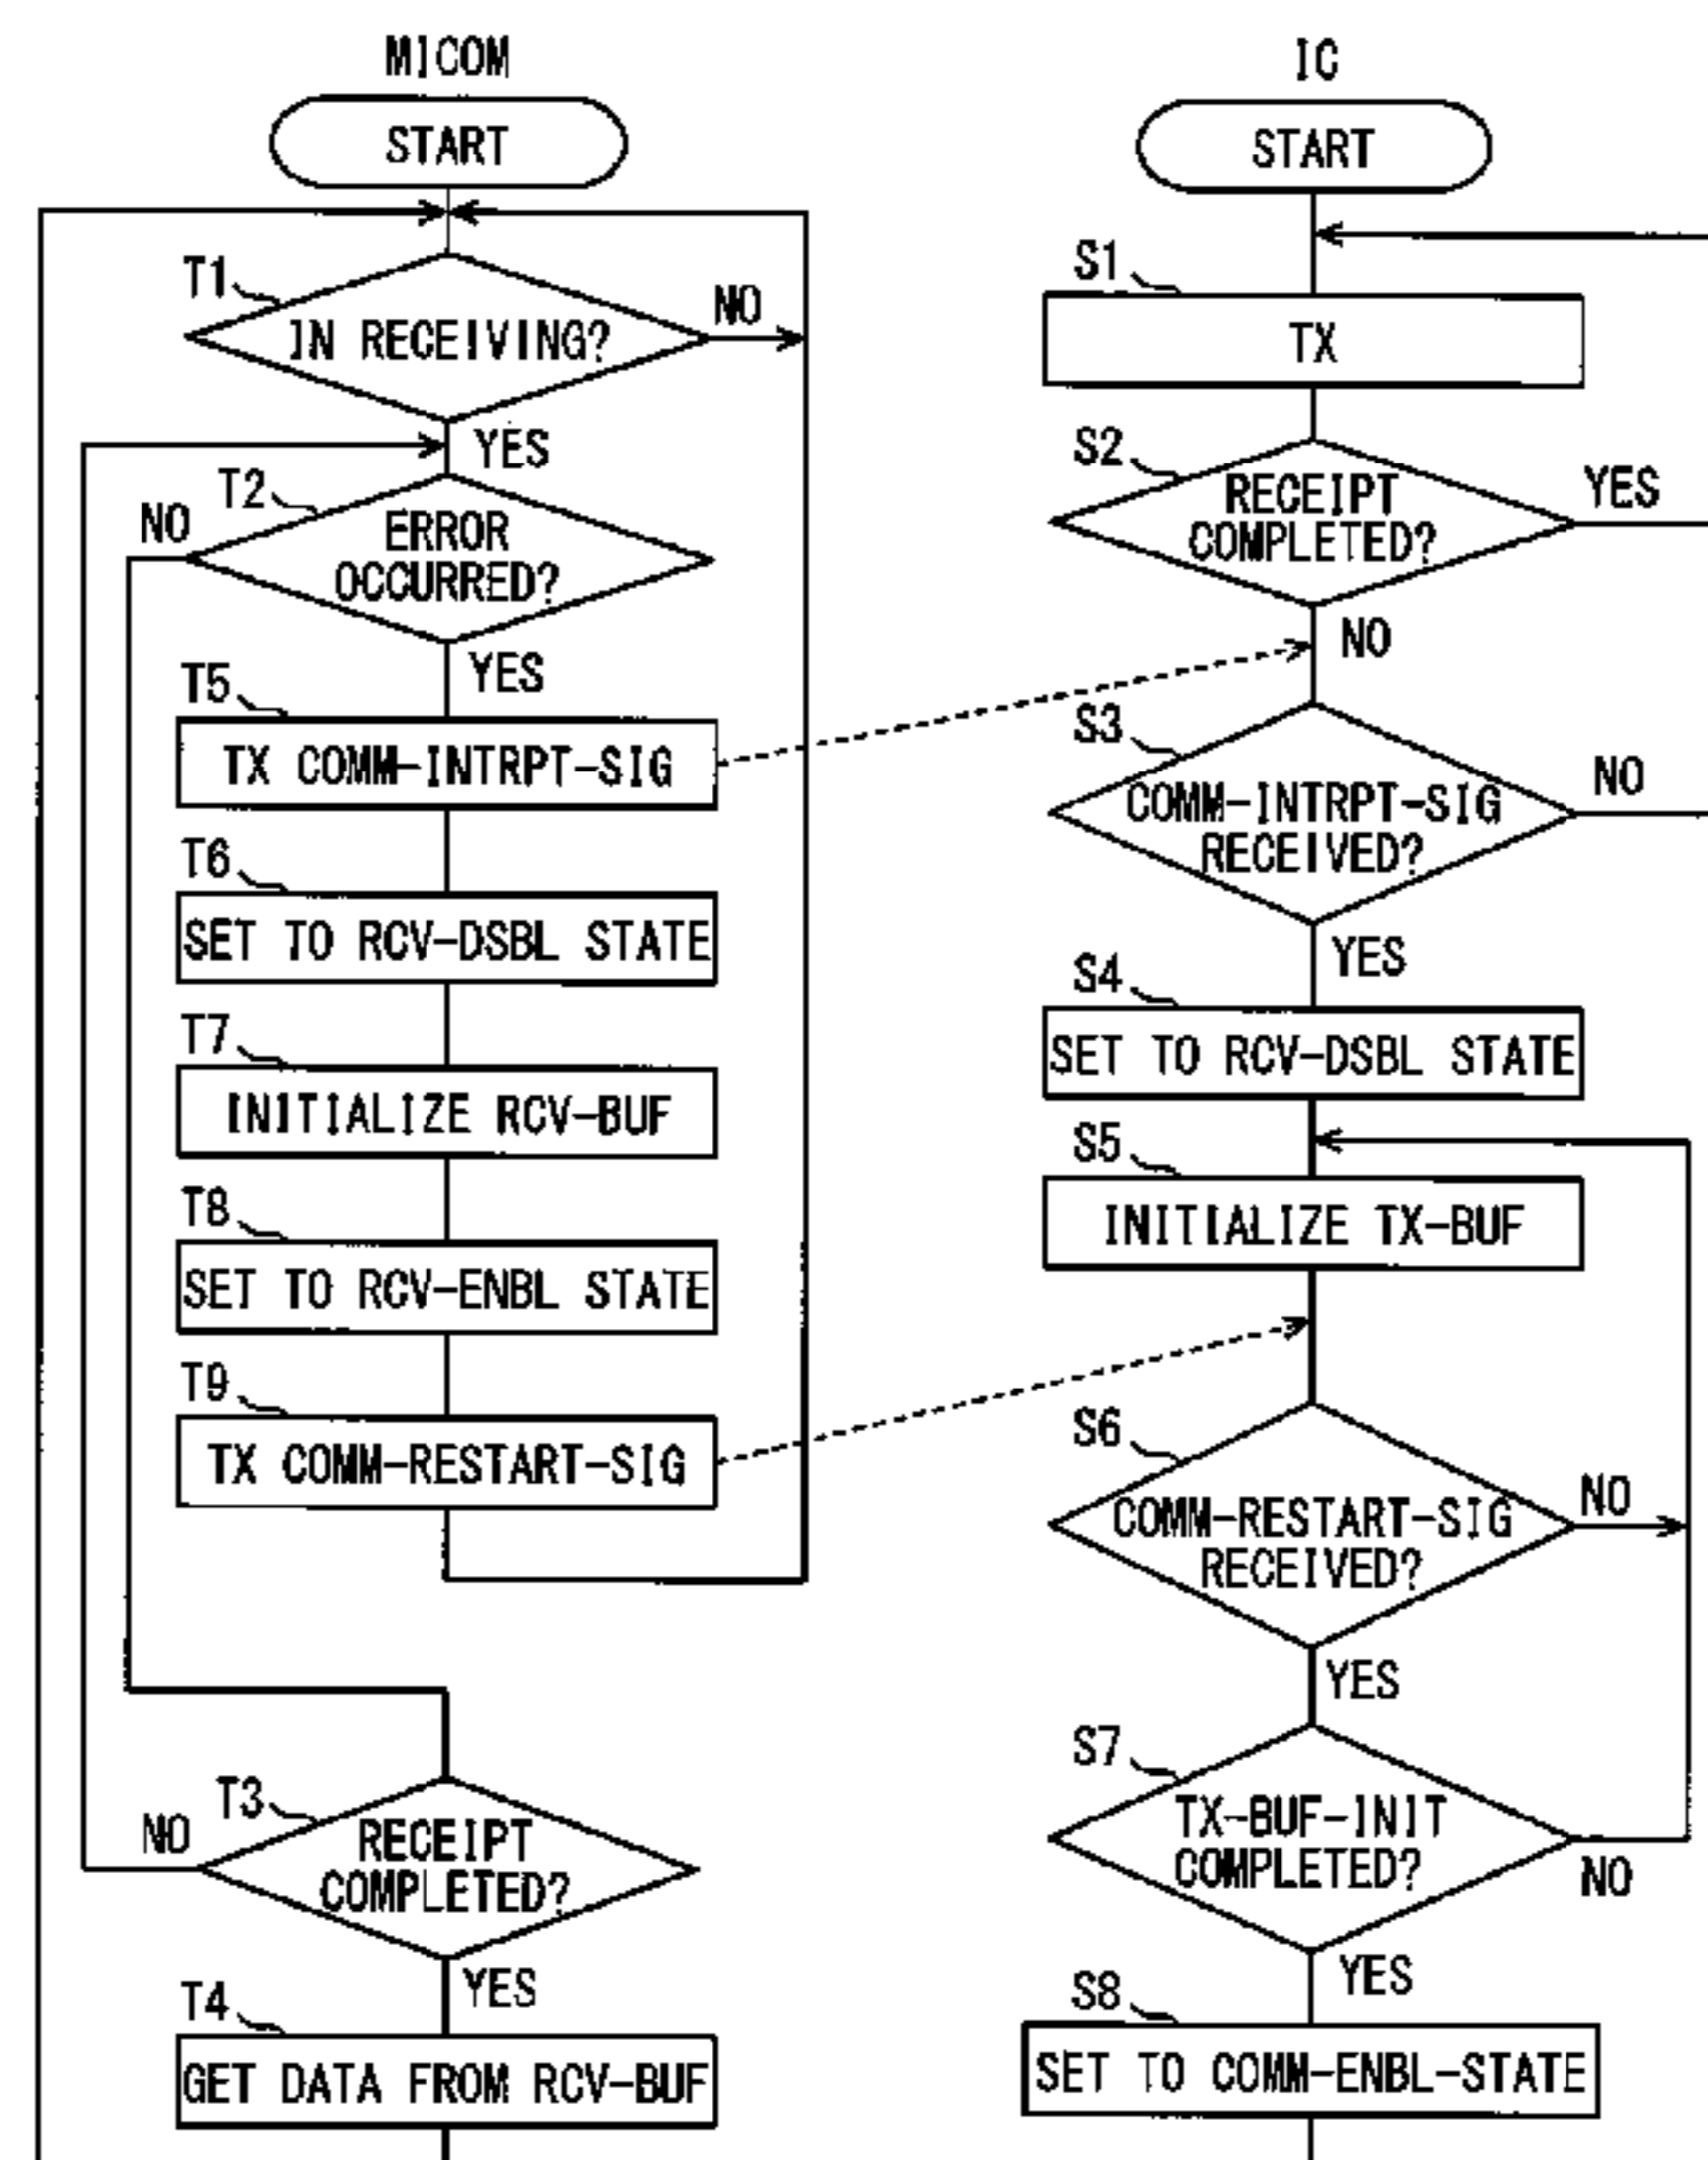 MICOM
START
T1
IN RECEIVING?
NO
YES
T2
NO
ERROR
OCCURRED?
YES
T5
TX COMM-INTRPT-SIG
T6
SET TO RCV-DSBL STATE
T7
INITIALIZE RCV-BUF
T8
SET TO RCV-ENBL STATE
T9
TX COMM-RESTART-SIG
T3
NO
RECEIPT
COMPLETED?
YES
T4
GET DATA FROM RCV-BUF
IC
START
S1
TX
S2
RECEIPT
COMPLETED?
YES
NO
S3
COMM-INTRPT-SIG
RECEIVED?
NO
YES
S4
SET TO RCV-DSBL STATE
S5
INITIALIZE TX-BUF
S6
COMM-RESTART-SIG
RECEIVED?
NO
YES
S7
TX-BUF-INIT
COMPLETED?
NO
YES
S8
SET TO COMM-ENBL-STATE